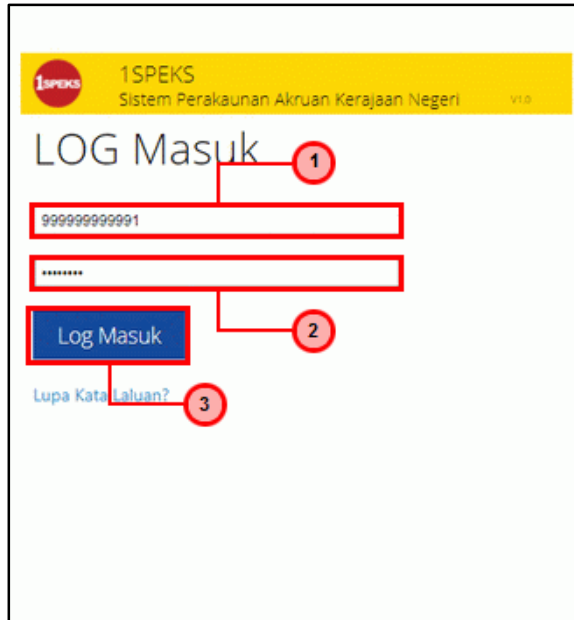 1SPEKS
1SPEKS
Sistem Perakaunan Akruan Kerajaan Negeri
V1.0
LOG Masuk
1
999999999991
••••••••
2
Log Masuk
Lupa Kata Laluan?
3